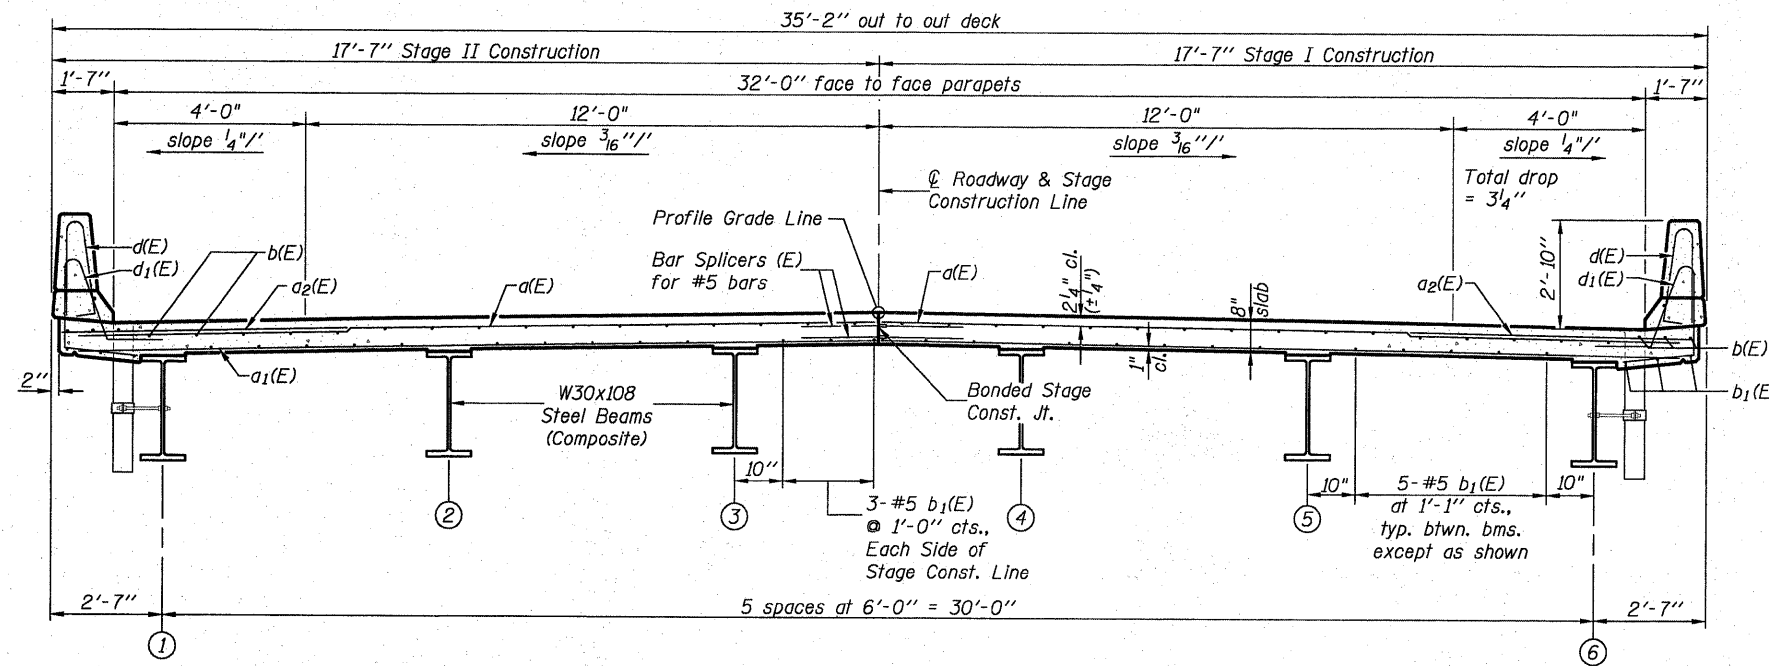 35'-2" out to out deck
17'-7" Stage II Construction
17'-7" Stage I Construction
1'-7"
32'-0" face to face parapets
1'-7"
4'-0"
12'-0"
12'-0"
4'-0"
slope 1/4"/'
slope 3/16"/'
slope 3/16"/'
slope 1/4"/'
℄ Roadway & Stage
Construction Line
Total drop
= 3 1/4"
Profile Grade Line
Bar Splicers (E)
for #5 bars
d(E)
d1(E)
b(E)
a2(E)
a(E)
a(E)
2 1/4" cl.
(±1/4")
8"
slab
a2(E)
2'-10"
d(E)
d1(E)
a1(E)
2"
W30x108
Steel Beams
(Composite)
1"
cl.
Bonded Stage
Const. Jt.
b(E)
b1(E
10"
3-#5 b1(E)
@ 1'-0" cts.,
Each Side of
Stage Const. Line
10"
5-#5 b1(E)
at 1'-1" cts.,
typ. btwn. bms.
except as shown
10"
2
3
4
5
2'-7"
5 spaces at 6'-0" = 30'-0"
2'-7"
1
6